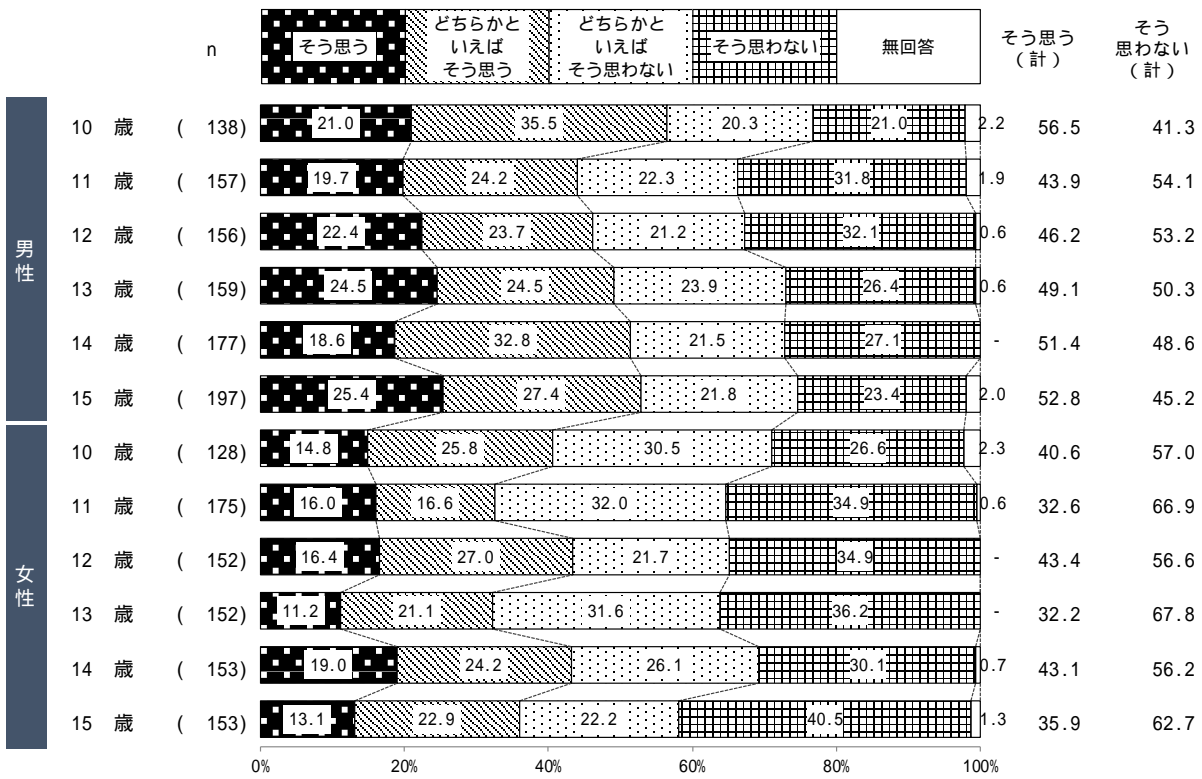 n
そう思う
どちらかと
いえば
そう思う
どちらかと
いえば
そう思わない
そう思わない
無回答
そう思う
(計)
そう
思わない
(計)
男性
10 歳 ( 138) 21.0 35.5 20.3 21.0 2.2 56.5 41.3
11 歳 ( 157) 19.7 24.2 22.3 31.8 1.9 43.9 54.1
12 歳 ( 156) 22.4 23.7 21.2 32.1 0.6 46.2 53.2
13 歳 ( 159) 24.5 24.5 23.9 26.4 0.6 49.1 50.3
14 歳 ( 177) 18.6 32.8 21.5 27.1 - 51.4 48.6
15 歳 ( 197) 25.4 27.4 21.8 23.4 2.0 52.8 45.2
女性
10 歳 ( 128) 14.8 25.8 30.5 26.6 2.3 40.6 57.0
11 歳 ( 175) 16.0 16.6 32.0 34.9 0.6 32.6 66.9
12 歳 ( 152) 16.4 27.0 21.7 34.9 - 43.4 56.6
13 歳 ( 152) 11.2 21.1 31.6 36.2 - 32.2 67.8
14 歳 ( 153) 19.0 24.2 26.1 30.1 0.7 43.1 56.2
15 歳 ( 153) 13.1 22.9 22.2 40.5 1.3 35.9 62.7
0% 20% 40% 60% 80% 100%